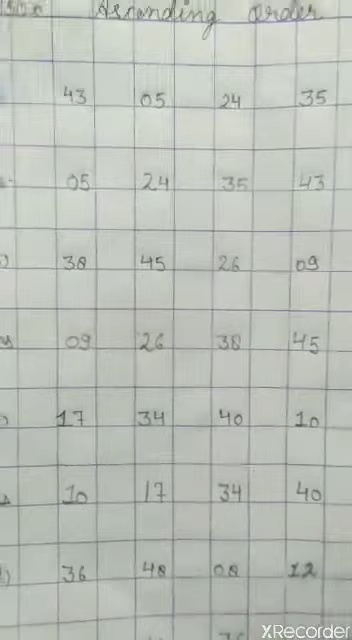 Ascending order
43 05 24 35
05 24 35 43
38 45 26 09
09 26 38 45
17 34 40 10
10 17 34 40
36 48 08 12
XRecorder